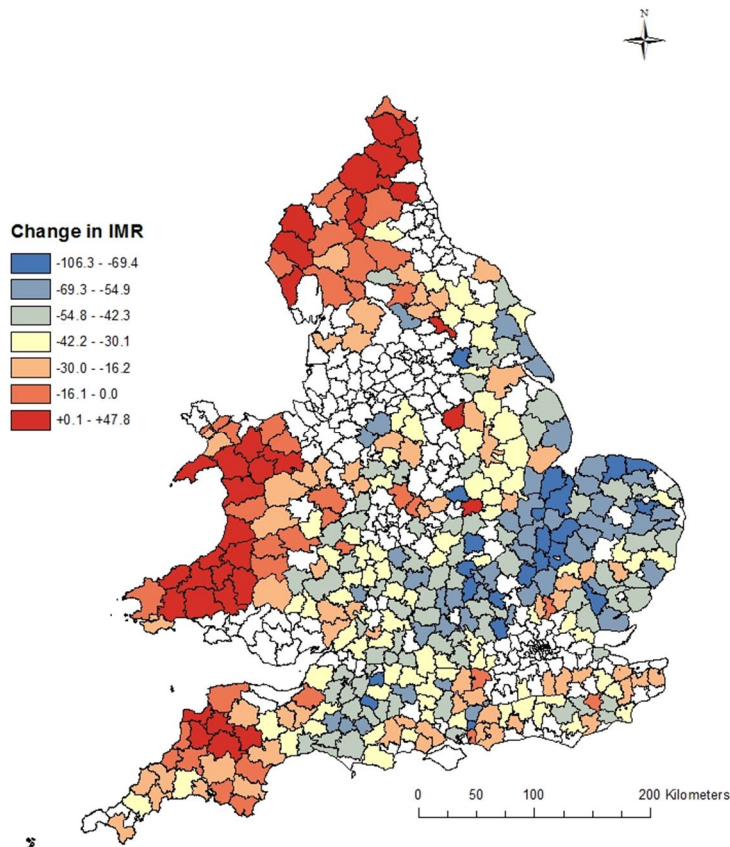 N
Change in IMR
-106.3 - -69.4
-69.3 - -54.9
-54.8 - -42.3
-42.2 - -30.1
-30.0 - -16.2
-16.1 - 0.0
+0.1 - +47.8
0 50 100 200 Kilometers